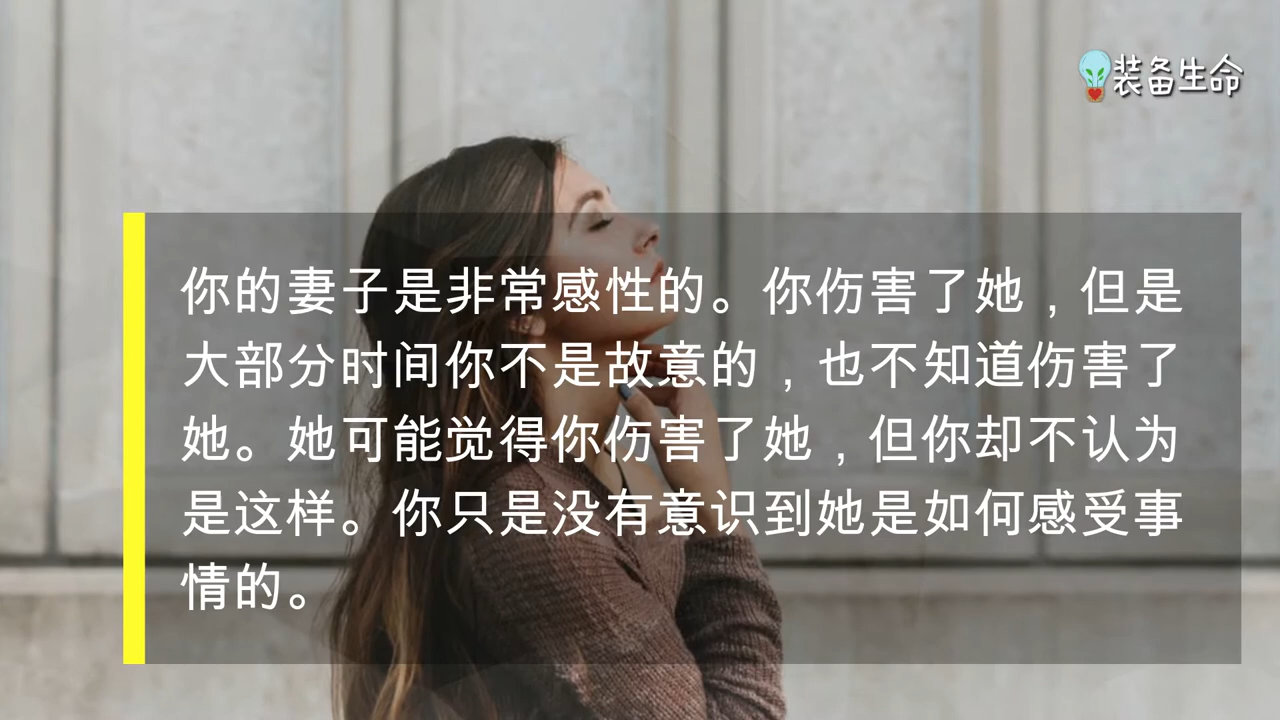 装备生命
你的妻子是非常感性的。你伤害了她，但是
大部分时间你不是故意的，也不知道伤害了
她。她可能觉得你伤害了她，但你却不认为
是这样。你只是没有意识到她是如何感受事
情的。